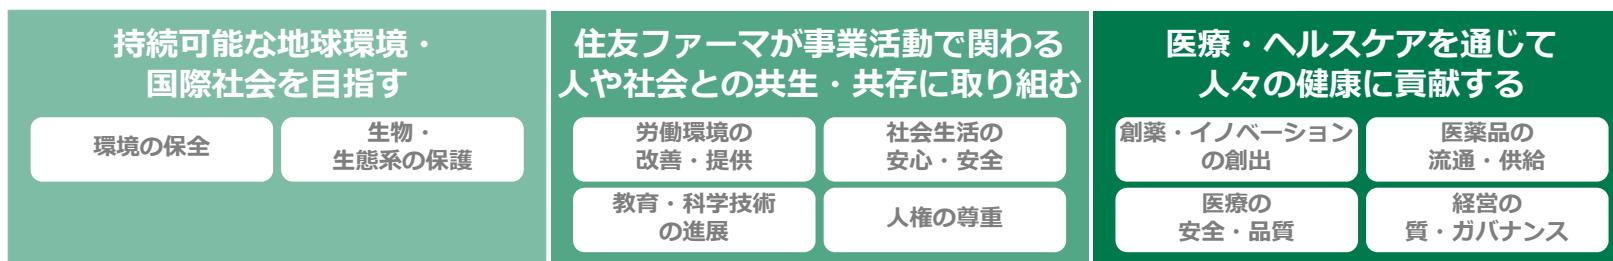 持続可能な地球環境・
国際社会を目指す
環境の保全
生物・
生態系の保護
住友ファーマが事業活動で関わる
人や社会との共生・共存に取り組む
労働環境の
改善・提供
社会生活の
安心・安全
教育・科学技術
の進展
人権の尊重
医療・ヘルスケアを通じて
人々の健康に貢献する
創薬・イノベーション
の創出
医薬品の
流通・供給
医療の
安全・品質
経営の
質・ガバナンス